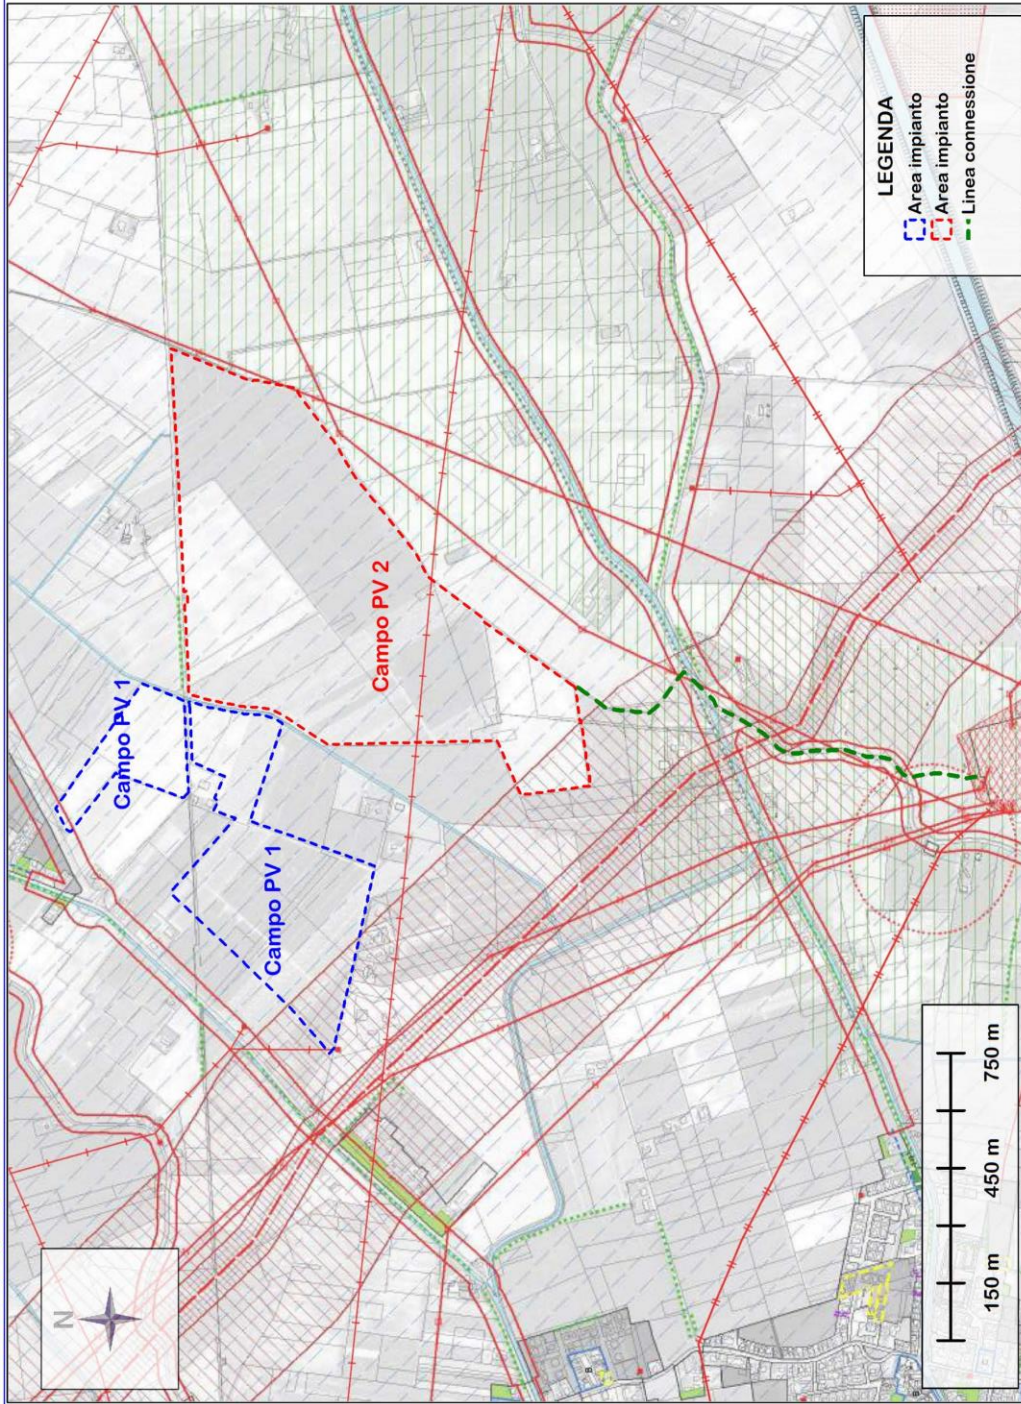 N
Campo PV 1
Campo PV 1
Campo PV 2
LEGENDA
Area impianto
Area impianto
Linea connessione
150 m
450 m
750 m
B
B